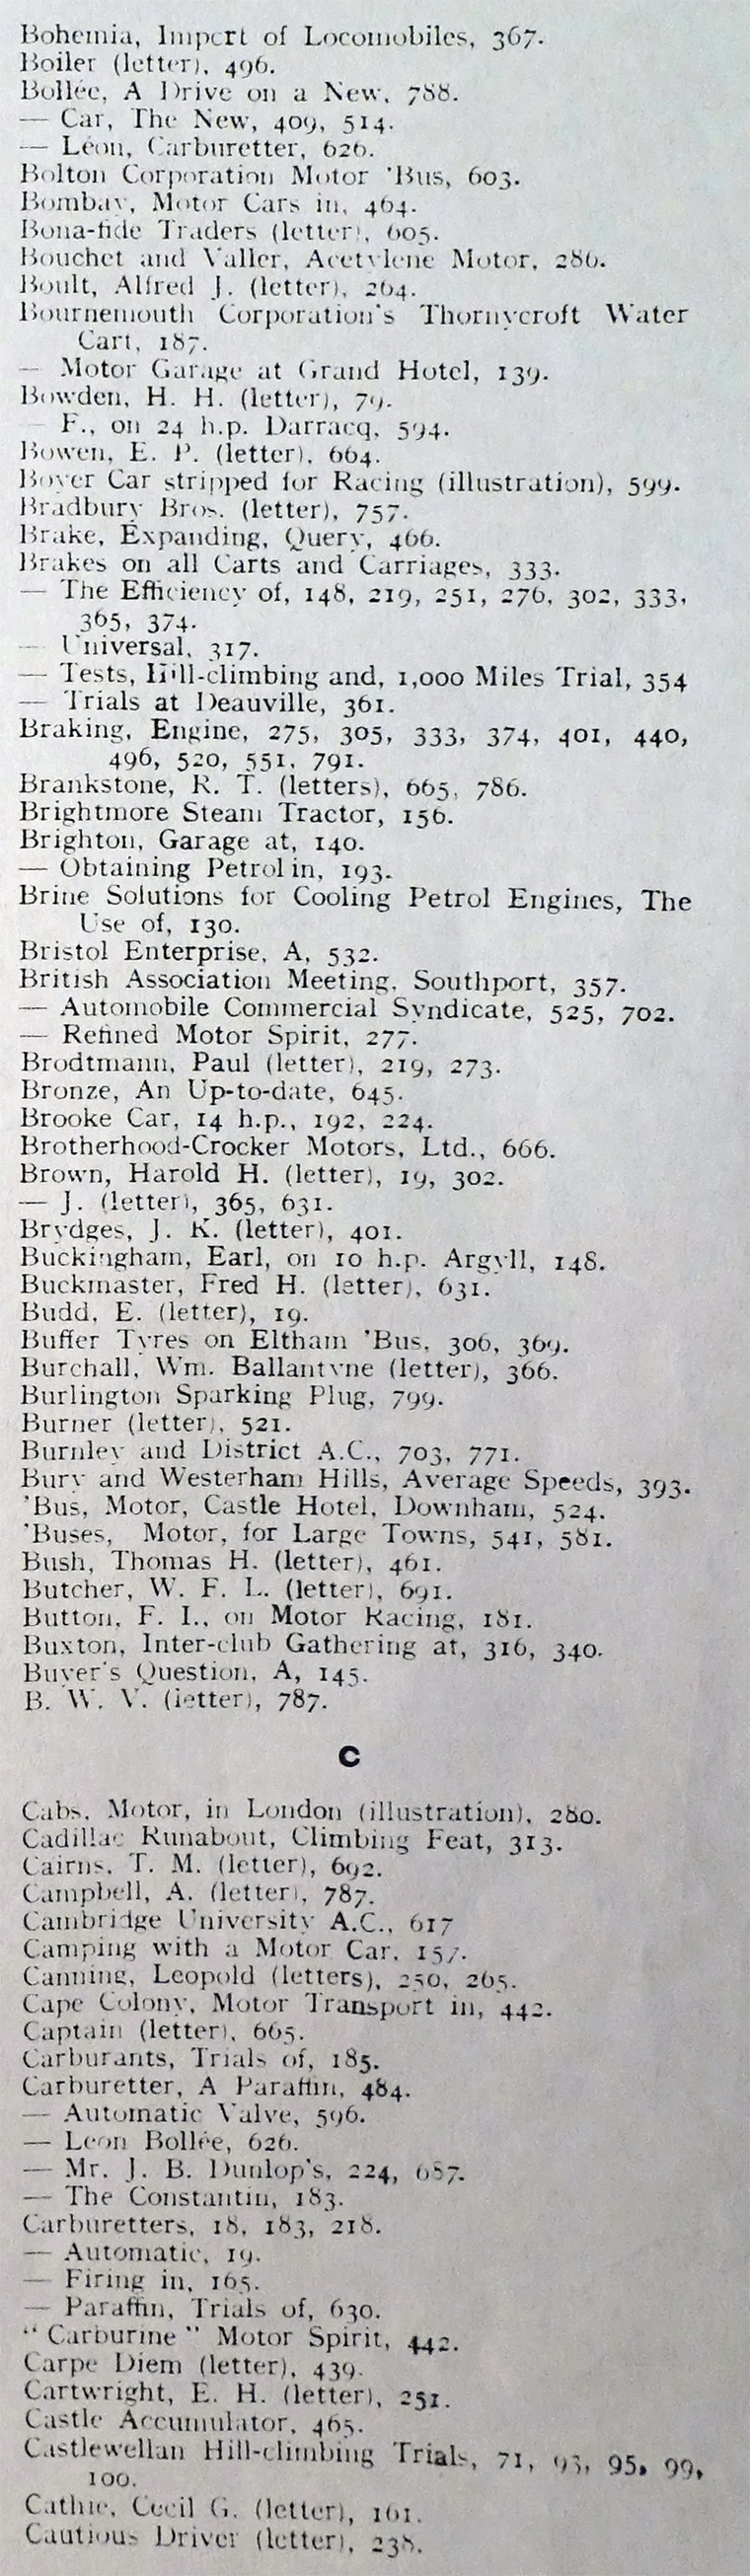 Bohemia, Import of Locomobiles, 367.
Boiler (letter), 496.
Bollée, A Drive on a New, 788.
— Car, The New, 409, 514.
— Léon, Carburetter, 626.
Bolton Corporation Motor 'Bus, 603.
Bombay, Motor Cars in, 464.
Bona-fide Traders (letter), 605.
Bouchet and Valler, Acetylene Motor, 286.
Boult, Alfred J. (letter), 264.
Bournemouth Corporation's Thornycroft Water
Cart, 187.
— Motor Garage at Grand Hotel, 139.
Bowden, H. H. (letter), 79.
— F., on 24 h.p. Darracq, 594.
Bowen, E. P. (letter), 664.
Boyer Car stripped for Racing (illustration), 599.
Bradbury Bros. (letter), 757.
Brake, Expanding, Query, 466.
Brakes on all Carts and Carriages, 333.
— The Efficiency of, 148, 219, 251, 276, 302, 333,
365, 374.
— Universal, 317.
— Tests, Hill-climbing and, 1,000 Miles Trial, 354
— Trials at Deauville, 361.
Braking, Engine, 275, 305, 333, 374, 401, 440,
496, 520, 551, 791.
Brankstone, R. T. (letters), 665, 786.
Brightmore Steam Tractor, 156.
Brighton, Garage at, 140.
— Obtaining Petrol in, 193.
Brine Solutions for Cooling Petrol Engines, The
Use of, 130.
Bristol Enterprise, A, 532.
British Association Meeting, Southport, 357.
— Automobile Commercial Syndicate, 525, 702.
— Refined Motor Spirit, 277.
Brodtmann, Paul (letter), 219, 273.
Bronze, An Up-to-date, 645.
Brooke Car, 14 h.p., 192, 224.
Brotherhood-Crocker Motors, Ltd., 666.
Brown, Harold H. (letter), 19, 302.
— J. (letter), 365, 631.
Brydges, J. K. (letter), 401.
Buckingham, Earl, on 10 h.p. Argyll, 148.
Buckmaster, Fred H. (letter), 631.
Budd, E. (letter), 19.
Buffer Tyres on Eltham 'Bus, 306, 369.
Burchall, Wm. Ballantyne (letter), 366.
Burlington Sparking Plug, 799.
Burner (letter), 521.
Burnley and District A.C., 703, 771.
Bury and Westerham Hills, Average Speeds, 393.
'Bus, Motor, Castle Hotel, Downham, 524.
'Buses, Motor, for Large Towns, 541, 581.
Bush, Thomas H. (letter), 461.
Butcher, W. F. L. (letter), 691.
Button, F. I., on Motor Racing, 181.
Buxton, Inter-club Gathering at, 316, 340.
Buyer's Question, A, 145.
B. W. V. (letter), 787.
C
Cabs, Motor, in London (illustration), 280.
Cadillac Runabout, Climbing Feat, 313.
Cairns, T. M. (letter), 692.
Campbell, A. (letter), 787.
Cambridge University A.C., 617
Camping with a Motor Car, 157.
Canning, Leopold (letters), 250, 265.
Cape Colony, Motor Transport in, 442.
Captain (letter), 665.
Carburants, Trials of, 185.
Carburetter, A Paraffin, 484.
— Automatic Valve, 596.
— Leon Bollée, 626.
— Mr. J. B. Dunlop's, 224, 657.
— The Constantin, 183.
Carburetters, 18, 183, 218.
— Automatic, 19.
— Firing in, 165.
— Paraffin, Trials of, 630.
" Carburine " Motor Spirit, 442.
Carpe Diem (letter), 439.
Cartwright, E. H. (letter), 251.
Castle Accumulator, 465.
Castlewellan Hill-climbing Trials, 71, 93, 95, 99,
100.
Cathie, Cecil G. (letter), 161.
Cautious Driver (letter), 238.